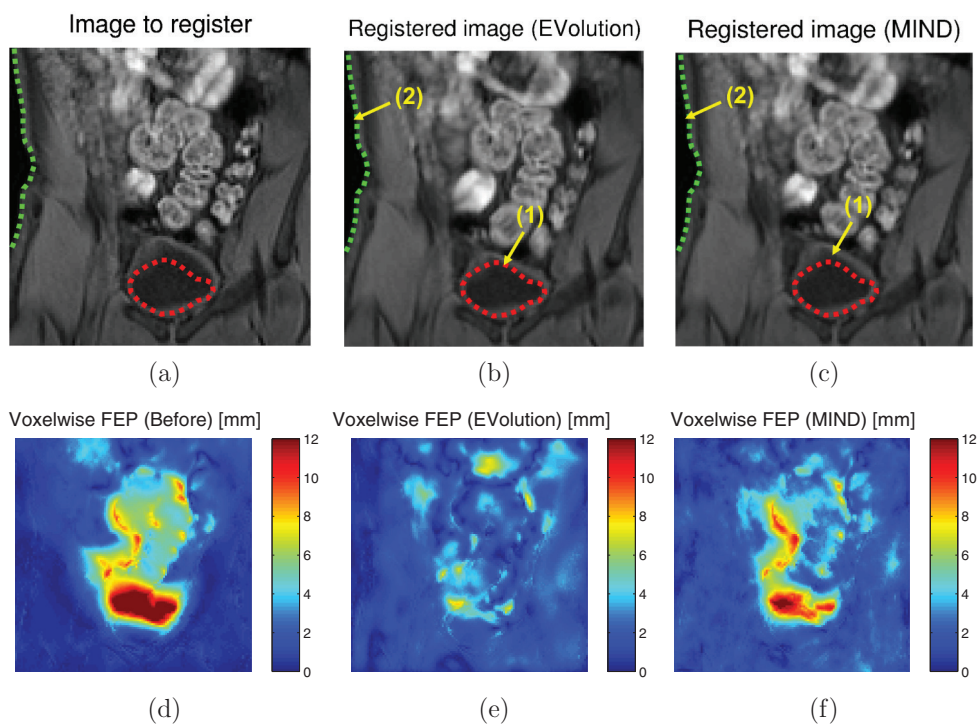 Image to register
Registered image (EVolution)
Registered image (MIND)
(2)
(1)
(2)
(1)
(a)
(b)
(c)
Voxelwise FEP (Before) [mm]
12
10
8
6
4
2
0
Voxelwise FEP (EVolution) [mm]
12
10
8
6
4
2
0
Voxelwise FEP (MIND) [mm]
12
10
8
6
4
2
0
(d)
(e)
(f)